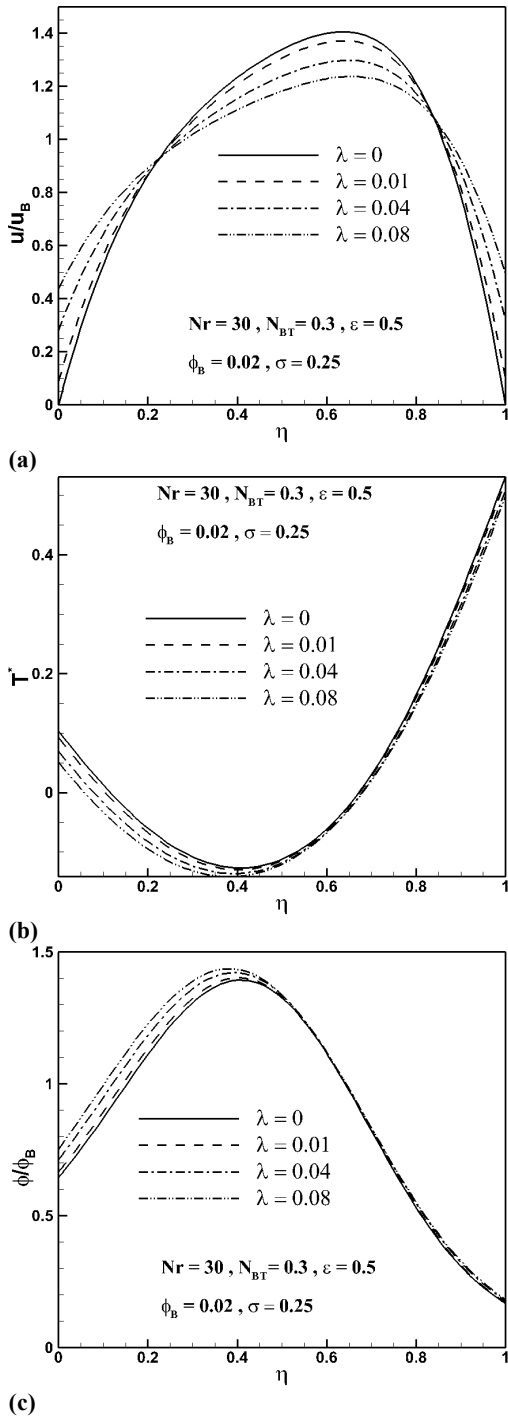 1.4
1.2
1
0.8
0.6
0.4
0.2
0
u/u_B
λ = 0
λ = 0.01
λ = 0.04
λ = 0.08
Nr = 30 , N_BT= 0.3 , ε = 0.5
ϕ_B = 0.02 , σ = 0.25
0 0.2 0.4 0.6 0.8 1
η
(a)
Nr = 30 , N_BT= 0.3 , ε = 0.5
ϕ_B = 0.02 , σ = 0.25
0.4
0.2
0
T*
λ = 0
λ = 0.01
λ = 0.04
λ = 0.08
0 0.2 0.4 0.6 0.8 1
η
(b)
1.5
1
0.5
0
ϕ/ϕ_B
λ = 0
λ = 0.01
λ = 0.04
λ = 0.08
Nr = 30 , N_BT= 0.3 , ε = 0.5
ϕ_B = 0.02 , σ = 0.25
0 0.2 0.4 0.6 0.8 1
η
(c)